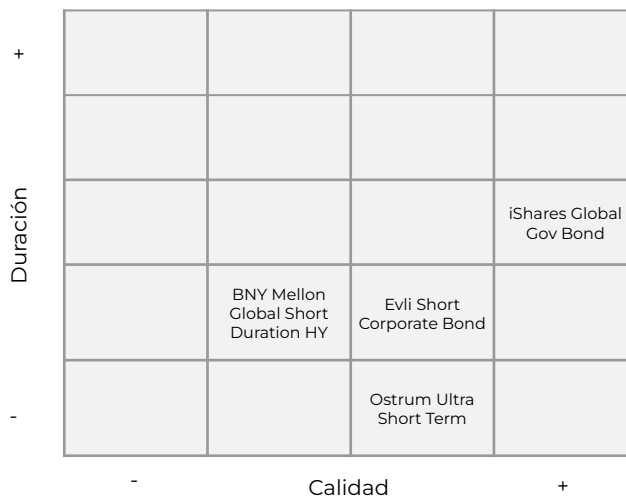 +
iShares Global
Gov Bond
Duración
BNY Mellon
Global Short
Duration HY
Evli Short
Corporate Bond
Ostrum Ultra
Short Term
-
-
Calidad
+